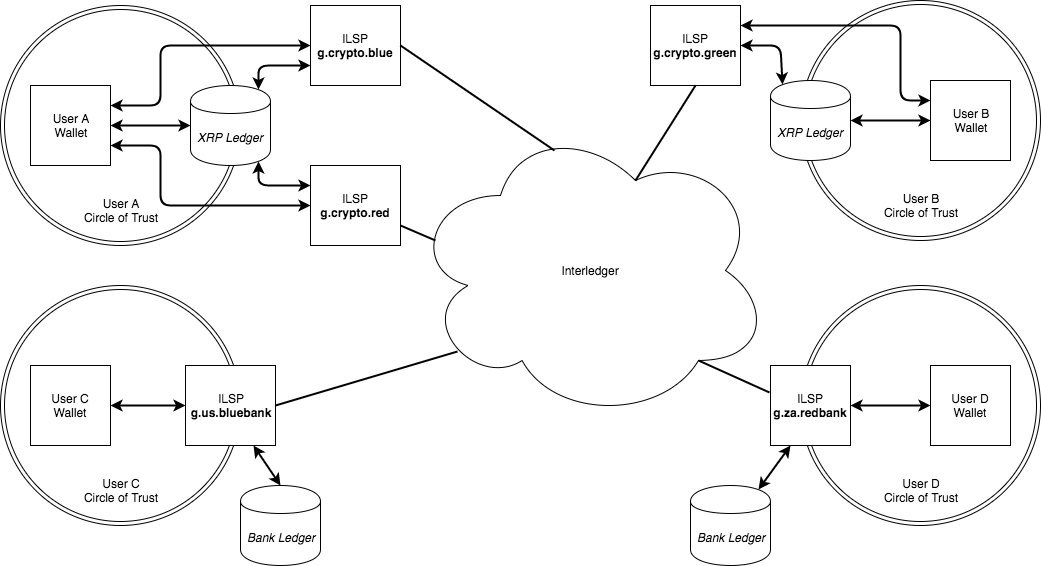 ILSP
g.crypto.blue
ILSP
g.crypto.green
User A
Wallet
XRP Ledger
User A
Circle of Trust
ILSP
g.crypto.red
XRP Ledger
User B
Wallet
User B
Circle of Trust
Interledger
User C
Wallet
ILSP
g.us.bluebank
User C
Circle of Trust
Bank Ledger
ILSP
g.za.redbank
User D
Wallet
User D
Circle of Trust
Bank Ledger